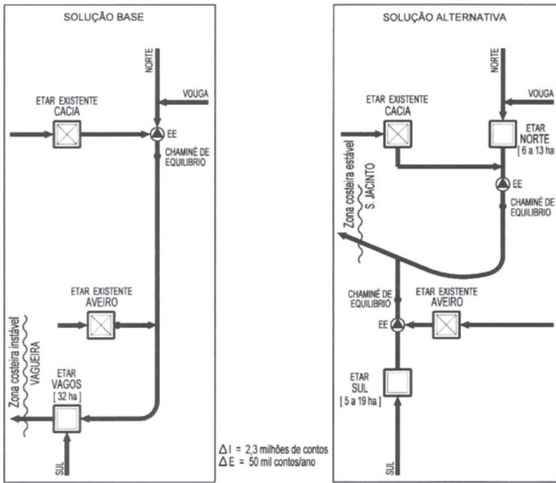 SOLUÇÃO BASE
NORTE
VOUGA
ETAR EXISTENTE
CACIA
EE
CHAMINÉ DE
EQUILIBRIO
ETAR EXISTENTE
AVEIRO
Zona costeira instável
VAGUEIRA
ETAR
VAGOS
[ 32 ha ]
SUL
Δ I = 2,3 milhões de contos
Δ E = 50 mil contos/ano
SOLUÇÃO ALTERNATIVA
NORTE
VOUGA
ETAR EXISTENTE
CACIA
ETAR
NORTE
[ 6 a 13 ha ]
EE
CHAMINÉ DE
EQUILIBRIO
Zona costeira estável
S. JACINTO
CHAMINÉ DE
EQUILIBRIO
EE
ETAR EXISTENTE
AVEIRO
ETAR
SUL
[ 5 a 19 ha ]
SUL